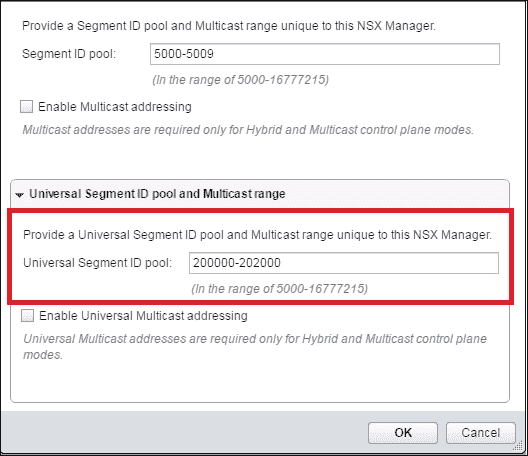 Provide a Segment ID pool and Multicast range unique to this NSX Manager.
Segment ID pool: 5000-5009
(In the range of 5000-16777215)
Enable Multicast addressing
Multicast addresses are required only for Hybrid and Multicast control plane modes.
Universal Segment ID pool and Multicast range
Provide a Universal Segment ID pool and Multicast range unique to this NSX Manager.
Universal Segment ID pool: 200000-202000
(In the range of 5000-16777215)
Enable Universal Multicast addressing
Universal Multicast addresses are required only for Hybrid and Multicast control plane
modes.
OK Cancel